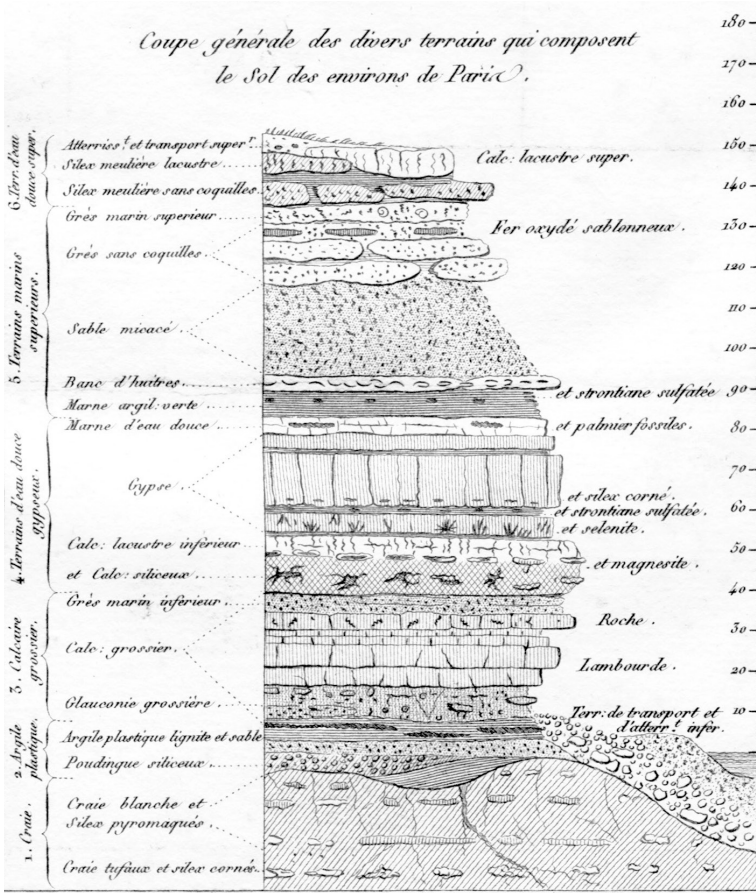 Coupe générale des divers terrains qui composent
le Sol des environs de Paris.
180
170
160
150
140
130
120
110
100
90
80
70
60
50
40
30
20
10
6. Terr. d'eau
douce super.
Atterriss.t et transport super.r
Silex meulière lacustre
Silex meulière sans coquilles
Calc: lacustre super.
5. Terrains marins
superieurs.
Grès marin superieur
Grès sans coquilles
Sable micacé
Banc d'huitres
Marne argil: verte
Fer oxydé sablonneux.
et strontiane sulfatée
4. Terrains d'eau douce
gypseux.
Marne d'eau douce
Gypse
Calc: lacustre inférieur
et Calc: siliceux
et palmier fossiles.
et silex corné.
et strontiane sulfatée.
et selenite.
et magnesite.
3. Calcaire
grossier.
Grès marin inférieur.
Calc: grossier
Glauconie grossière
Roche.
Lambourde.
2. Argile
plastique.
Argile plastique lignite et sable
Poudingue siliceux
Terr: de transport et
d'atterr.t infer.
1. Craie.
Craie blanche et
Silex pyromaqués
Craie tufaux et silex cornés